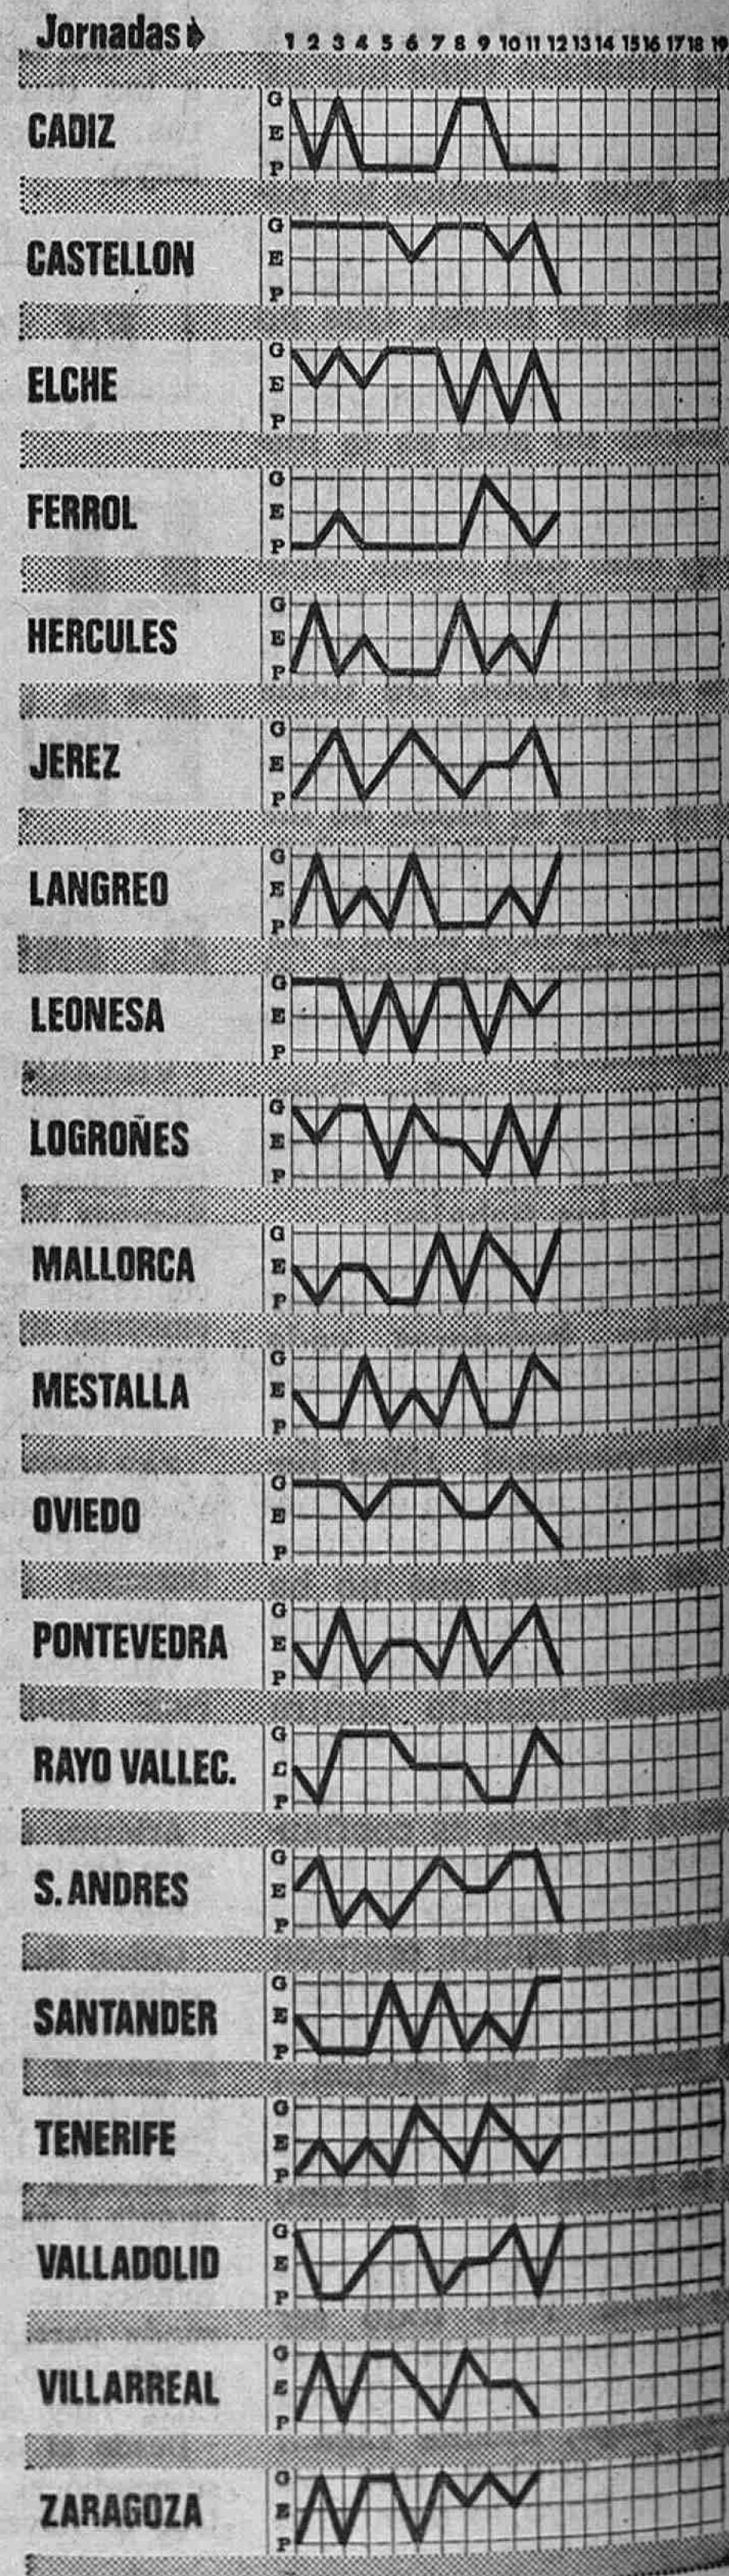 Jornadas 1 2 3 4 5 6 7 8 9 10 11 12 13 14 15 16 17 18 19
G
CADIZ E
P
G
CASTELLON E
P
G
ELCHE E
P
G
FERROL E
P
G
HERCULES E
P
G
JEREZ E
P
G
LANGREO E
P
G
LEONESA E
P
G
LOGROÑES E
P
G
MALLORCA E
P
G
MESTALLA E
P
G
OVIEDO E
P
G
PONTEVEDRA E
P
G
RAYO VALLEC. E
P
G
S. ANDRES E
P
G
SANTANDER E
P
G
TENERIFE E
P
G
VALLADOLID E
P
G
VILLARREAL E
P
G
ZARAGOZA E
P